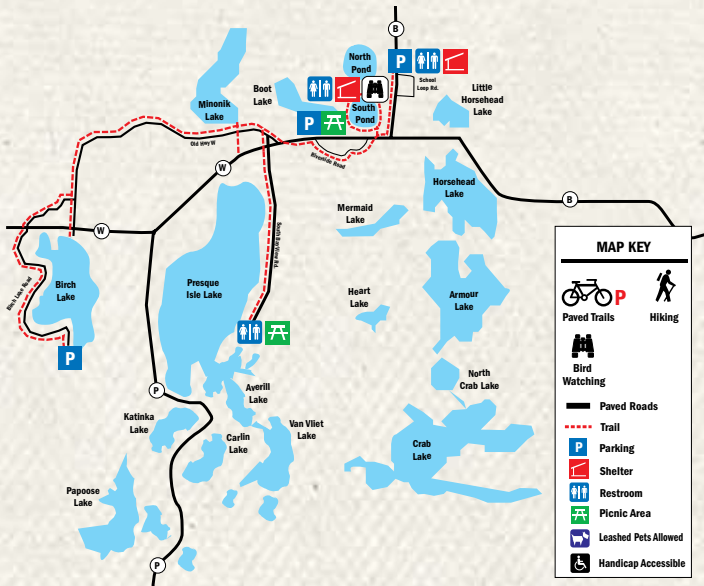 B
North
Pond
P
School
Loop Rd.
Boot
Lake
Little
Horsehead
Lake
Minonik
Lake
South
Pond
P
Old Hwy W
Riverside Road
W
Horsehead
Lake
B
Mermaid
Lake
W
South Bay View Rd.
Birch
Lake
Birch Lake Road
Presque
Isle Lake
Heart
Lake
Armour
Lake
P
North
Crab Lake
P
Averill
Lake
Katinka
Lake
Carlin
Lake
Van Vliet
Lake
Crab
Lake
Papoose
Lake
P
MAP KEY
P
Paved Trails
Hiking
Bird
Watching
Paved Roads
Trail
P
Parking
Shelter
Restroom
Picnic Area
Leashed Pets Allowed
Handicap Accessible